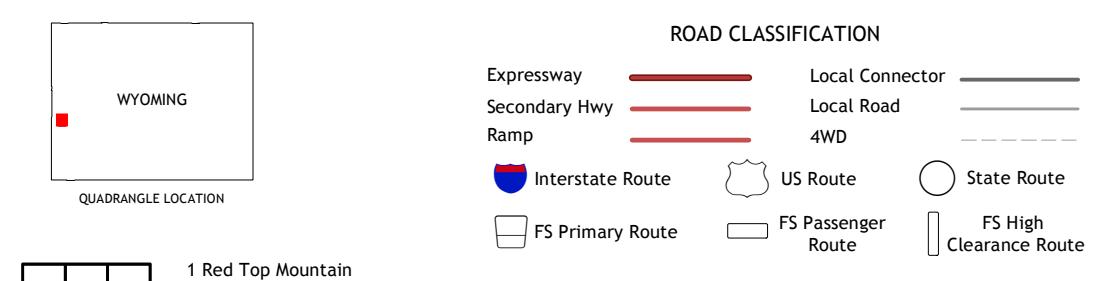 WYOMING
QUADRANGLE LOCATION
ROAD CLASSIFICATION
Expressway
Local Connector
Secondary Hwy
Local Road
Ramp
4WD
Interstate Route
US Route
State Route
FS Primary Route
FS Passenger
Route
FS High
Clearance Route
1 Red Top Mountain